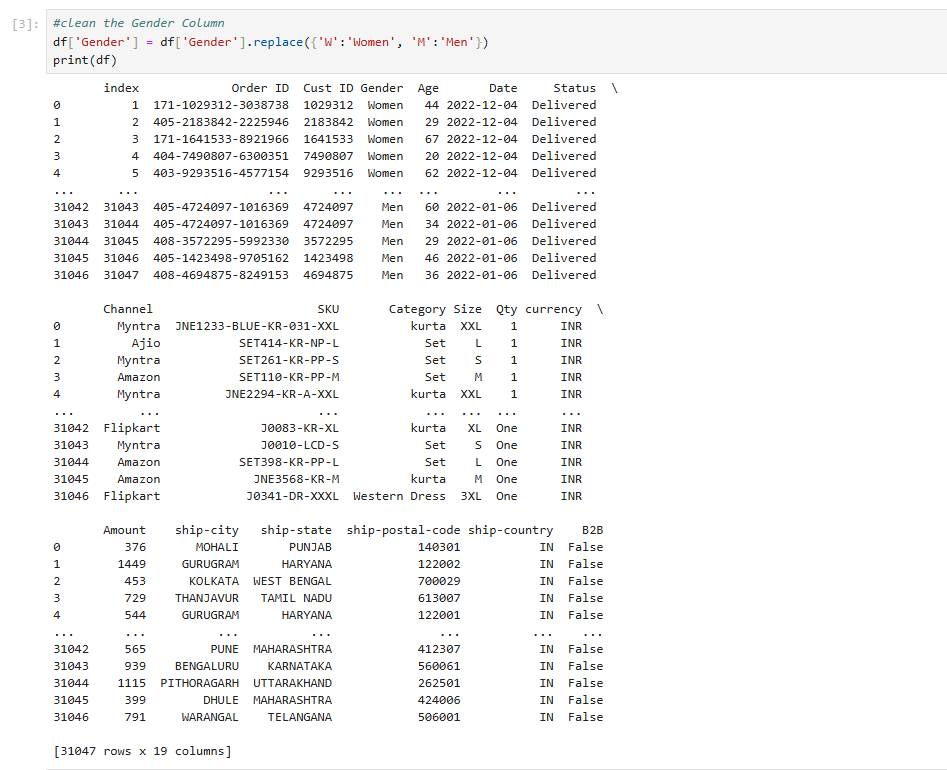 [3]: #clean the Gender Column
df['Gender'] = df['Gender'].replace({'W':'Women', 'M':'Men'})
print(df)
index Order ID Cust ID Gender Age Date Status \
0 1 171-1029312-3038738 1029312 Women 44 2022-12-04 Delivered
1 2 405-2183842-2225946 2183842 Women 29 2022-12-04 Delivered
2 3 171-1641533-8921966 1641533 Women 67 2022-12-04 Delivered
3 4 404-7490807-6300351 7490807 Women 20 2022-12-04 Delivered
4 5 403-9293516-4577154 9293516 Women 62 2022-12-04 Delivered
... ... ... ... ... ... ... ...
31042 31043 405-4724097-1016369 4724097 Men 60 2022-01-06 Delivered
31043 31044 405-4724097-1016369 4724097 Men 34 2022-01-06 Delivered
31044 31045 408-3572295-5992330 3572295 Men 29 2022-01-06 Delivered
31045 31046 405-1423498-9705162 1423498 Men 46 2022-01-06 Delivered
31046 31047 408-4694875-8249153 4694875 Men 36 2022-01-06 Delivered
Channel SKU Category Size Qty currency \
0 Myntra JNE1233-BLUE-KR-031-XXL kurta XXL 1 INR
1 Ajio SET414-KR-NP-L Set L 1 INR
2 Myntra SET261-KR-PP-S Set S 1 INR
3 Amazon SET110-KR-PP-M Set M 1 INR
4 Myntra JNE2294-KR-A-XXL kurta XXL 1 INR
... ... ... ... ... ... ...
31042 Flipkart J0083-KR-XL kurta XL One INR
31043 Myntra J0010-LCD-S Set S One INR
31044 Amazon SET398-KR-PP-L Set L One INR
31045 Amazon JNE3568-KR-M kurta M One INR
31046 Flipkart J0341-DR-XXXL Western Dress 3XL One INR
Amount ship-city ship-state ship-postal-code ship-country B2B
0 376 MOHALI PUNJAB 140301 IN False
1 1449 GURUGRAM HARYANA 122002 IN False
2 453 KOLKATA WEST BENGAL 700029 IN False
3 729 THANJAVUR TAMIL NADU 613007 IN False
4 544 GURUGRAM HARYANA 122001 IN False
... ... ... ... ... ... ...
31042 565 PUNE MAHARASHTRA 412307 IN False
31043 939 BENGALURU KARNATAKA 560061 IN False
31044 1115 PITHORAGARH UTTARAKHAND 262501 IN False
31045 399 DHULE MAHARASHTRA 424006 IN False
31046 791 WARANGAL TELANGANA 506001 IN False
[31047 rows x 19 columns]